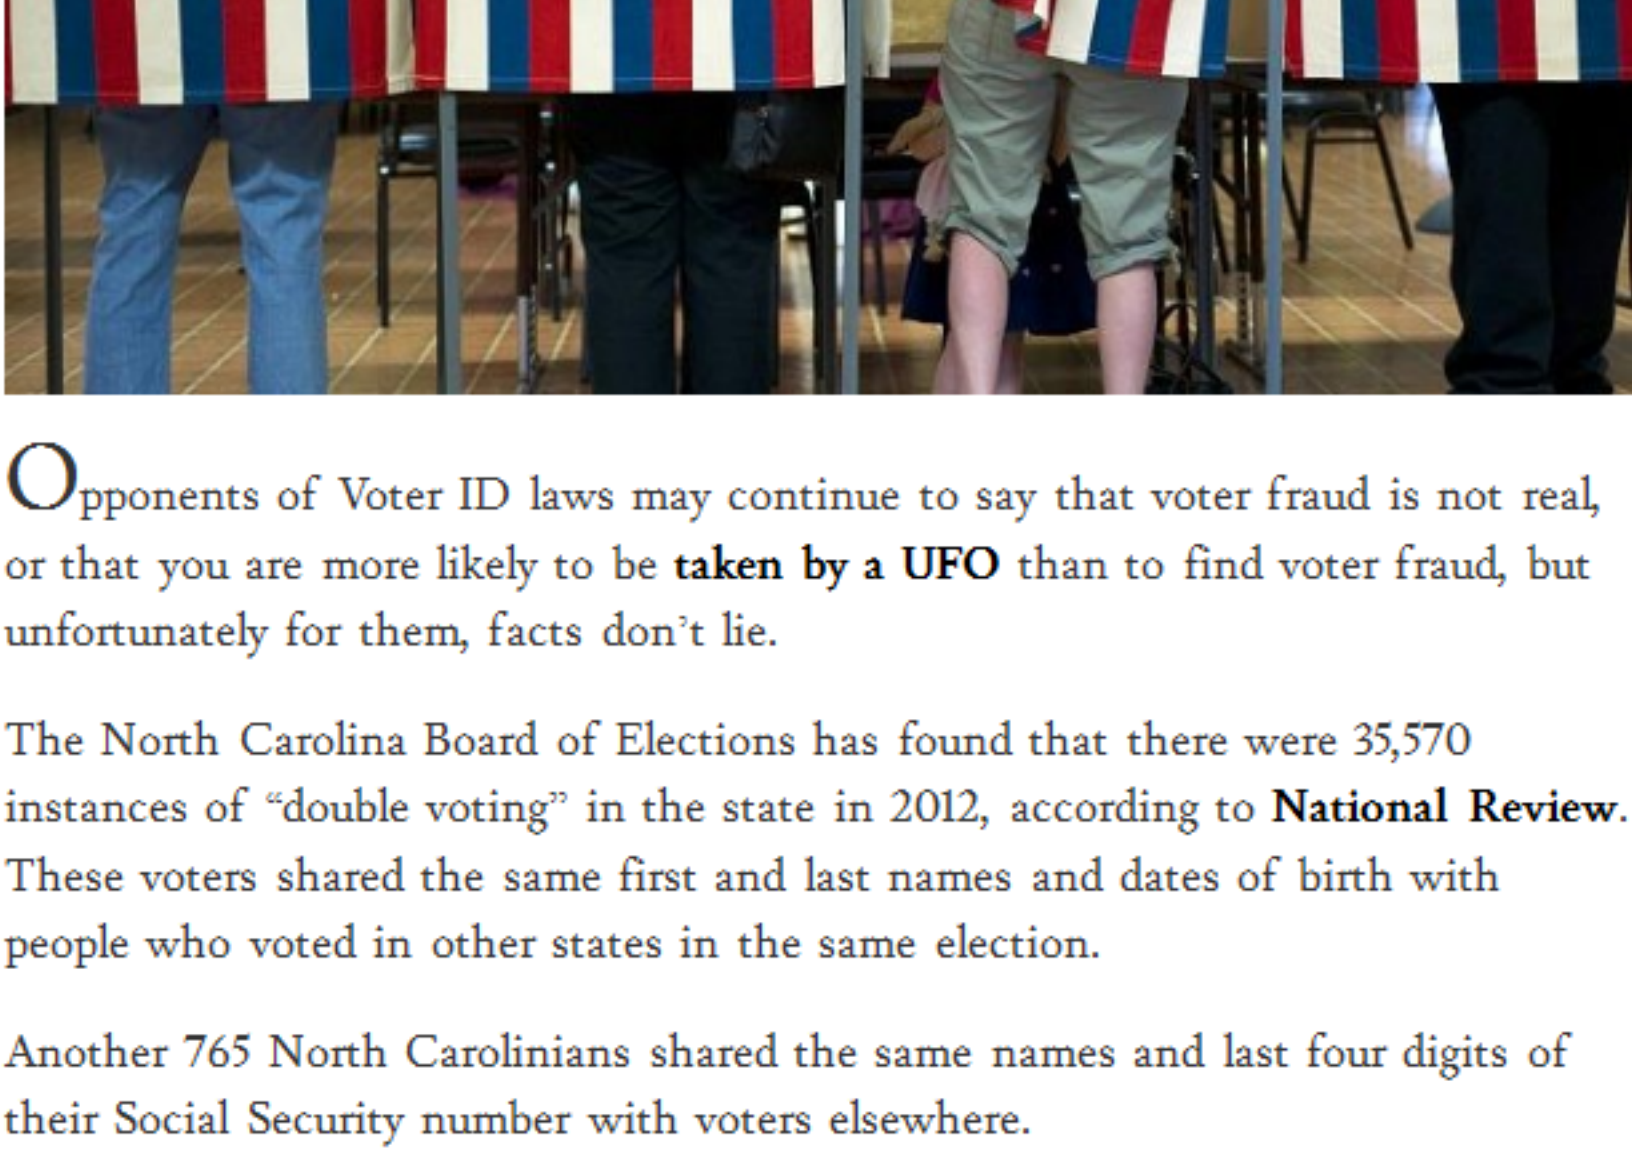 Opponents of Voter ID laws may continue to say that voter fraud is not real,
or that you are more likely to be taken by a UFO than to find voter fraud, but
unfortunately for them, facts don’t lie.
The North Carolina Board of Elections has found that there were 35,570
instances of “double voting” in the state in 2012, according to National Review.
These voters shared the same first and last names and dates of birth with
people who voted in other states in the same election.
Another 765 North Carolinians shared the same names and last four digits of
their Social Security number with voters elsewhere.